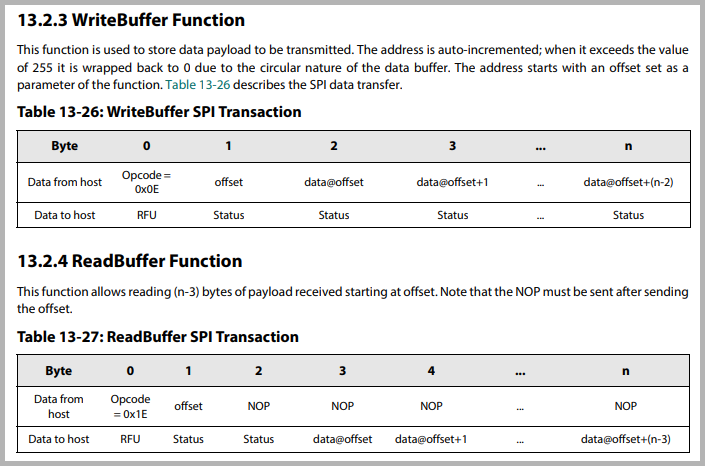 13.2.3 WriteBuffer Function
This function is used to store data payload to be transmitted. The address is auto-incremented; when it exceeds the value
of 255 it is wrapped back to 0 due to the circular nature of the data buffer. The address starts with an offset set as a
parameter of the function. Table 13-26 describes the SPI data transfer.
Table 13-26: WriteBuffer SPI Transaction
Byte 0 1 2 3 ... n
Data from host Opcode = 0x0E offset data@offset data@offset+1 ... data@offset+(n-2)
Data to host RFU Status Status Status ... Status
13.2.4 ReadBuffer Function
This function allows reading (n-3) bytes of payload received starting at offset. Note that the NOP must be sent after sending
the offset.
Table 13-27: ReadBuffer SPI Transaction
Byte 0 1 2 3 4 ... n
Data from host Opcode = 0x1E offset NOP NOP NOP ... NOP
Data to host RFU Status Status data@offset data@offset+1 ... data@offset+(n-3)